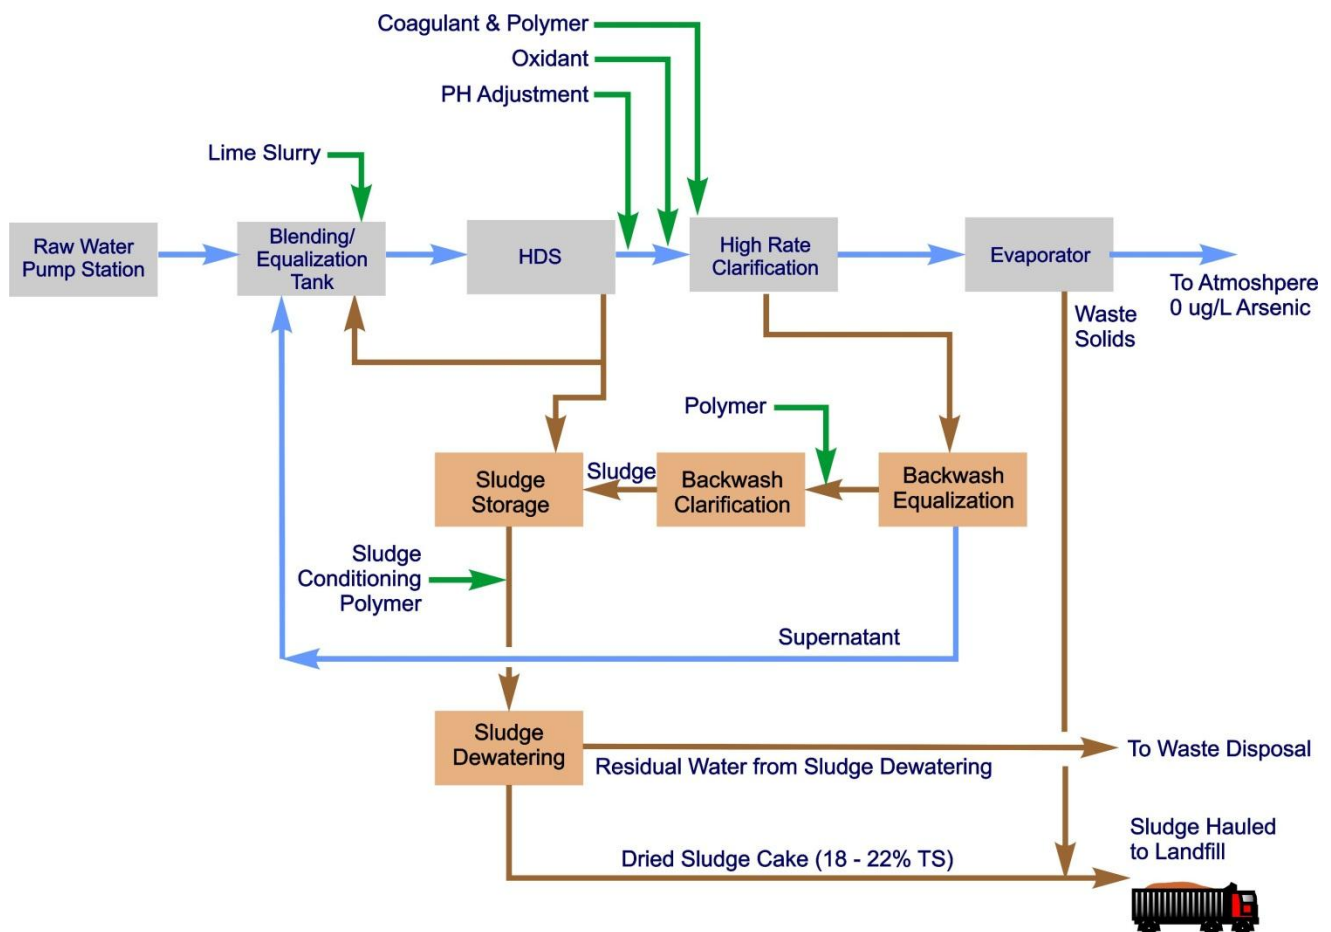 Coagulant & Polymer
Oxidant
PH Adjustment
Lime Slurry
Raw Water
Pump Station
Blending/
Equalization
Tank
HDS
High Rate
Clarification
Evaporator
To Atmoshpere
0 ug/L Arsenic
Waste
Solids
Polymer
Sludge
Storage
Sludge
Backwash
Clarification
Backwash
Equalization
Sludge
Conditioning
Polymer
Supernatant
Sludge
Dewatering
Residual Water from Sludge Dewatering
To Waste Disposal
Dried Sludge Cake (18 - 22% TS)
Sludge Hauled
to Landfill